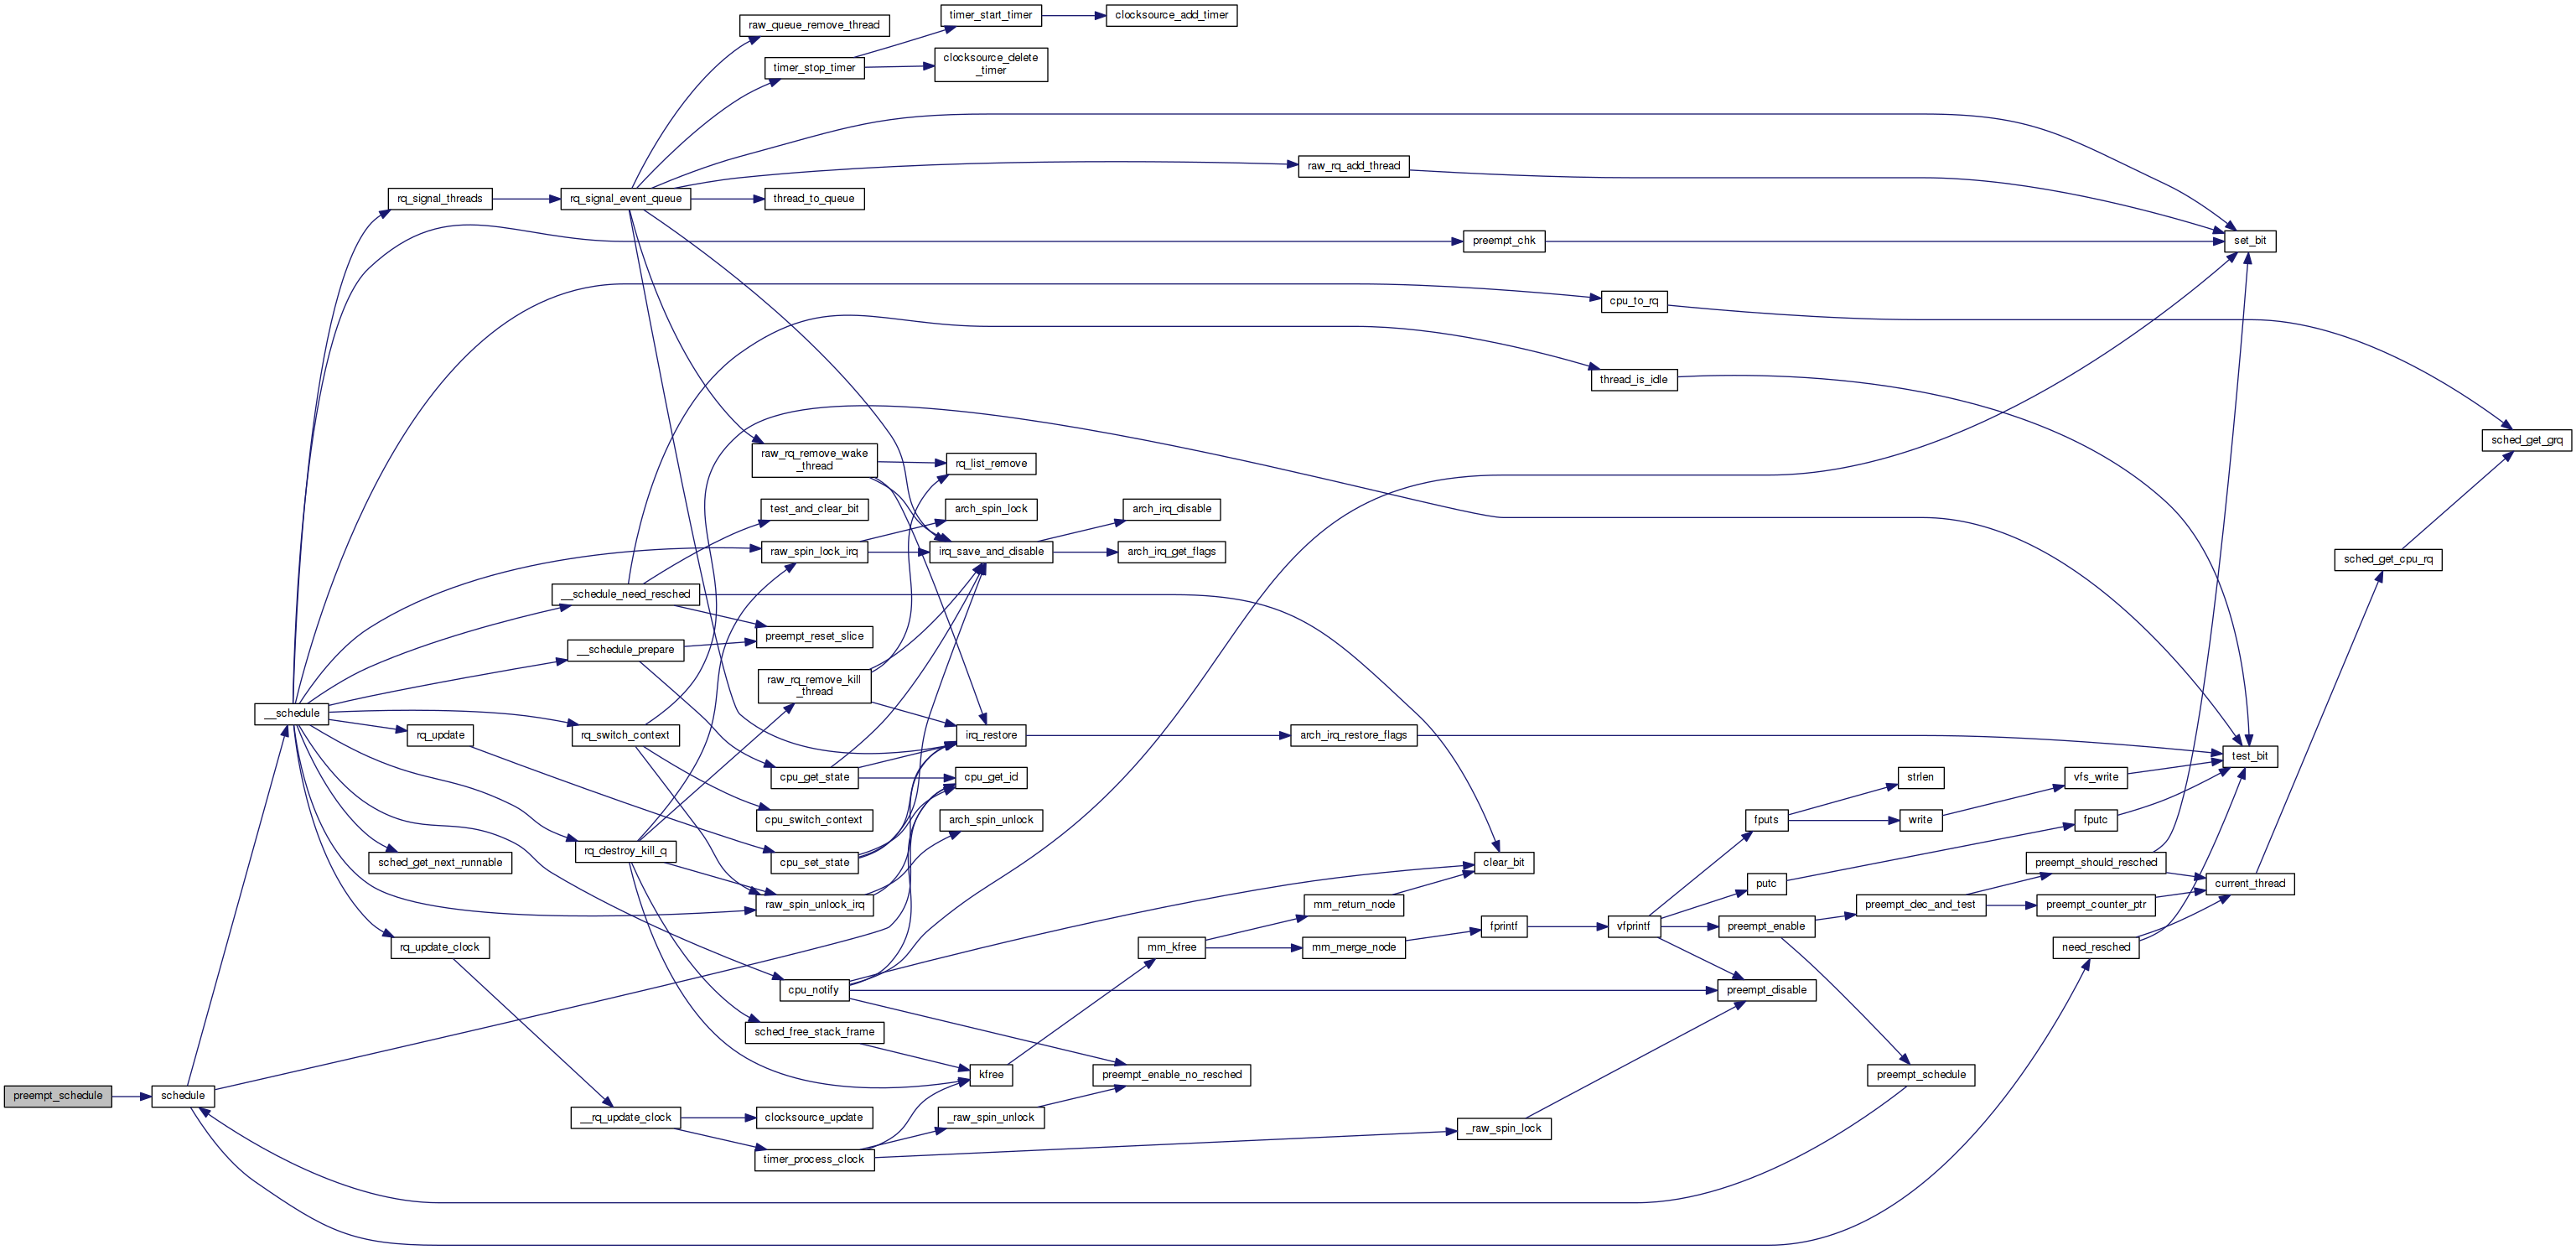 timer_start_timer
clocksource_add_timer
raw_queue_remove_thread
timer_stop_timer
clocksource_delete
_timer
raw_rq_add_thread
rq_signal_threads
rq_signal_event_queue
thread_to_queue
preempt_chk
set_bit
cpu_to_rq
thread_is_idle
sched_get_grq
raw_rq_remove_wake
_thread
rq_list_remove
test_and_clear_bit
arch_spin_lock
arch_irq_disable
raw_spin_lock_irq
irq_save_and_disable
arch_irq_get_flags
sched_get_cpu_rq
__schedule_need_resched
preempt_reset_slice
__schedule_prepare
raw_rq_remove_kill
_thread
__schedule
rq_update
rq_switch_context
irq_restore
arch_irq_restore_flags
test_bit
cpu_get_state
cpu_get_id
strlen
vfs_write
cpu_switch_context
arch_spin_unlock
fputs
write
fputc
rq_destroy_kill_q
sched_get_next_runnable
cpu_set_state
clear_bit
preempt_should_resched
putc
current_thread
raw_spin_unlock_irq
mm_return_node
preempt_dec_and_test
preempt_counter_ptr
fprintf
vfprintf
preempt_enable
rq_update_clock
mm_kfree
mm_merge_node
need_resched
cpu_notify
preempt_disable
sched_free_stack_frame
kfree
preempt_enable_no_resched
preempt_schedule
preempt_schedule
schedule
__rq_update_clock
clocksource_update
_raw_spin_unlock
_raw_spin_lock
timer_process_clock